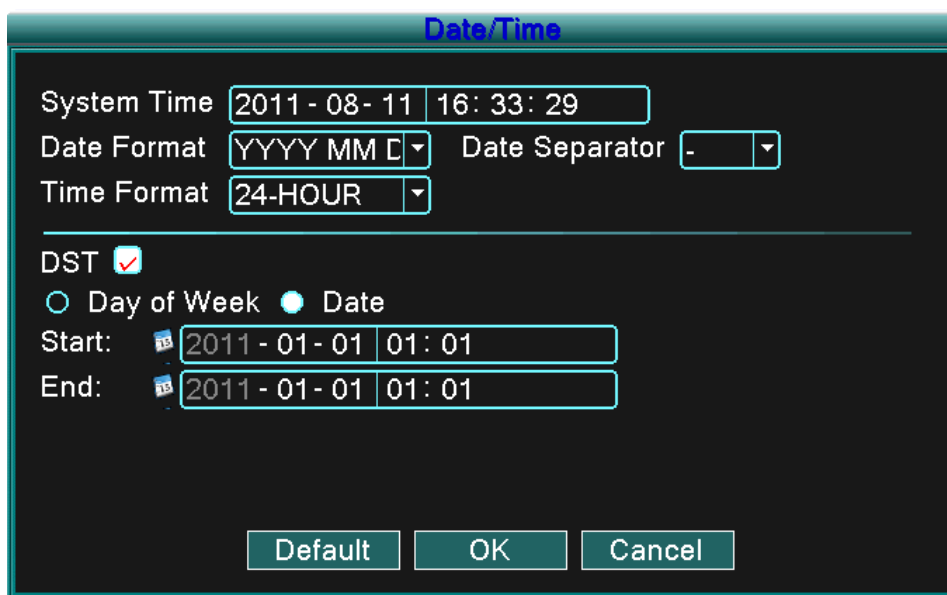 Date/Time
System Time 2011 - 08 - 11 16: 33: 29
Date Format YYYY MM D Date Separator -
Time Format 24-HOUR
DST
Day of Week Date
Start: 2011 - 01 - 01 01: 01
End: 2011 - 01 - 01 01: 01
Default OK Cancel